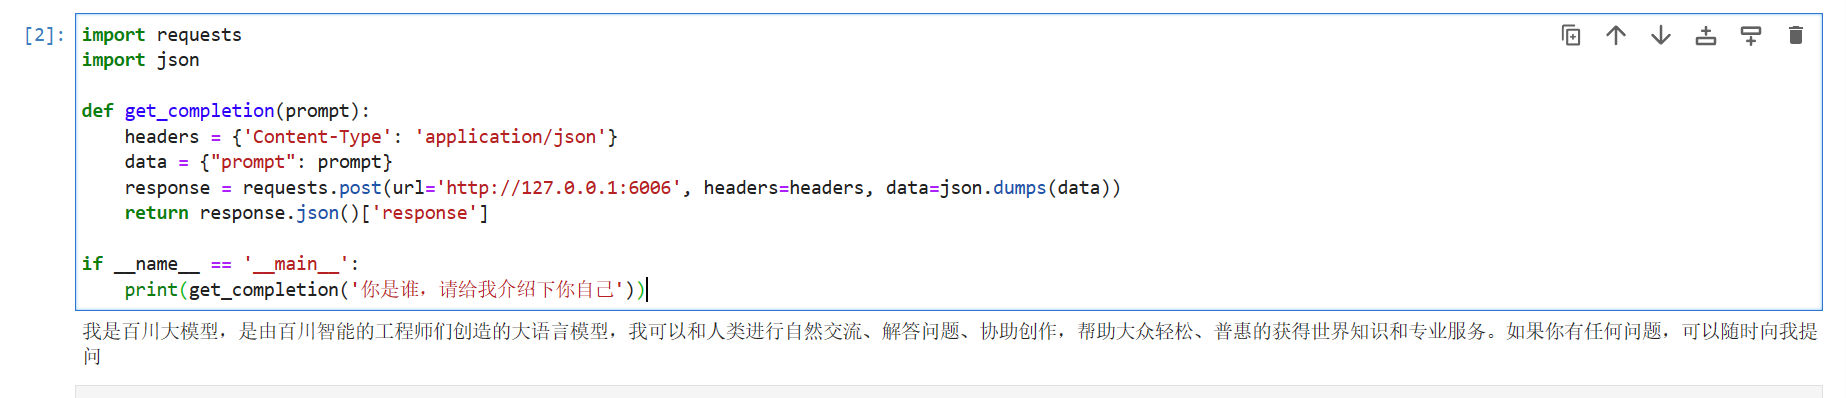 [2]:
import requests
import json
def get_completion(prompt):
    headers = {'Content-Type': 'application/json'}
    data = {"prompt": prompt}
    response = requests.post(url='http://127.0.0.1:6006', headers=headers, data=json.dumps(data))
    return response.json()['response']
if __name__ == '__main__':
    print(get_completion('你是谁，请给我介绍下你自己'))
我是百川大模型，是由百川智能的工程师们创造的大语言模型，我可以和人类进行自然交流、解答问题、协助创作，帮助大众轻松、普惠的获得世界知识和专业服务。如果你有任何问题，可以随时向我提
问